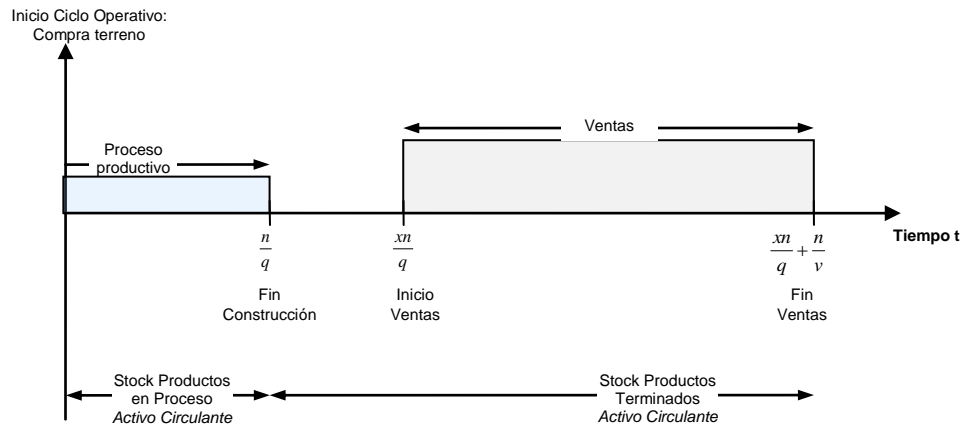 Inicio Ciclo Operativo:
Compra terreno
Ventas
Proceso
productivo
Tiempo t
n/q
xn/q
xn/q + n/v
Fin
Construcción
Inicio
Ventas
Fin
Ventas
Stock Productos
en Proceso
Activo Circulante
Stock Productos
Terminados
Activo Circulante